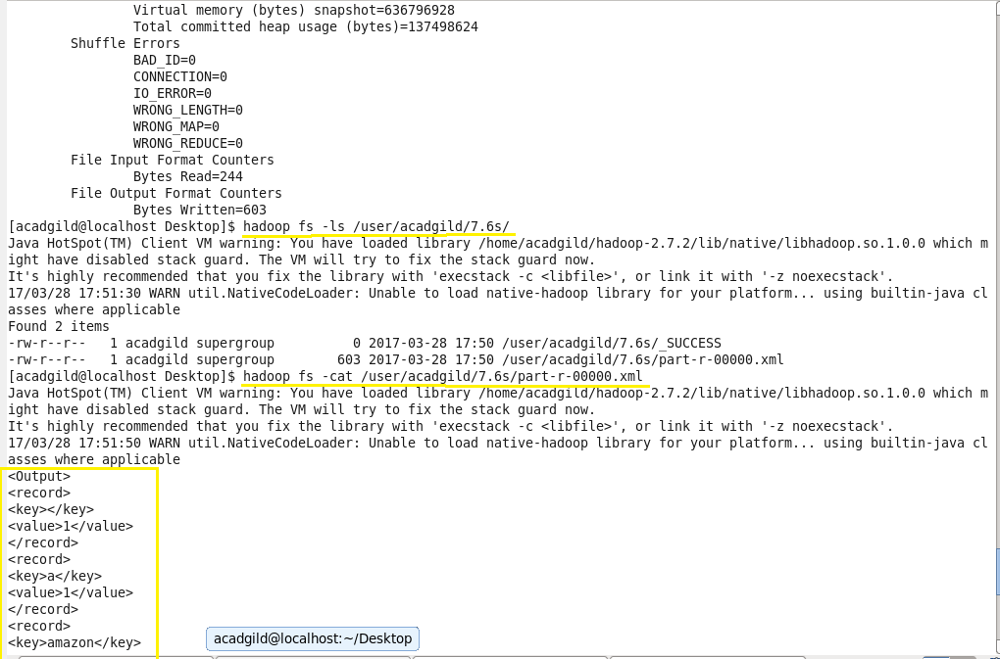 Virtual memory (bytes) snapshot=636796928
Total committed heap usage (bytes)=137498624
Shuffle Errors
BAD_ID=0
CONNECTION=0
IO_ERROR=0
WRONG_LENGTH=0
WRONG_MAP=0
WRONG_REDUCE=0
File Input Format Counters
Bytes Read=244
File Output Format Counters
Bytes Written=603
[acadgild@localhost Desktop]$ hadoop fs -ls /user/acadgild/7.6s/
Java HotSpot(TM) Client VM warning: You have loaded library /home/acadgild/hadoop-2.7.2/lib/native/libhadoop.so.1.0.0 which m
ight have disabled stack guard. The VM will try to fix the stack guard now.
It's highly recommended that you fix the library with 'execstack -c <libfile>', or link it with '-z noexecstack'.
17/03/28 17:51:30 WARN util.NativeCodeLoader: Unable to load native-hadoop library for your platform... using builtin-java cl
asses where applicable
Found 2 items
-rw-r--r--   1 acadgild supergroup          0 2017-03-28 17:50 /user/acadgild/7.6s/_SUCCESS
-rw-r--r--   1 acadgild supergroup        603 2017-03-28 17:50 /user/acadgild/7.6s/part-r-00000.xml
[acadgild@localhost Desktop]$ hadoop fs -cat /user/acadgild/7.6s/part-r-00000.xml
Java HotSpot(TM) Client VM warning: You have loaded library /home/acadgild/hadoop-2.7.2/lib/native/libhadoop.so.1.0.0 which m
ight have disabled stack guard. The VM will try to fix the stack guard now.
It's highly recommended that you fix the library with 'execstack -c <libfile>', or link it with '-z noexecstack'.
17/03/28 17:51:50 WARN util.NativeCodeLoader: Unable to load native-hadoop library for your platform... using builtin-java cl
asses where applicable
<Output>
<record>
<key></key>
<value>1</value>
</record>
<record>
<key>a</key>
<value>1</value>
</record>
<record>
<key>amazon</key>
acadgild@localhost:~/Desktop